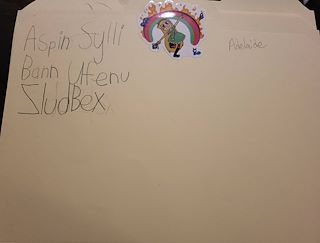 Aspin Sylli
Bann Ufenu
SludBex
Adelaide